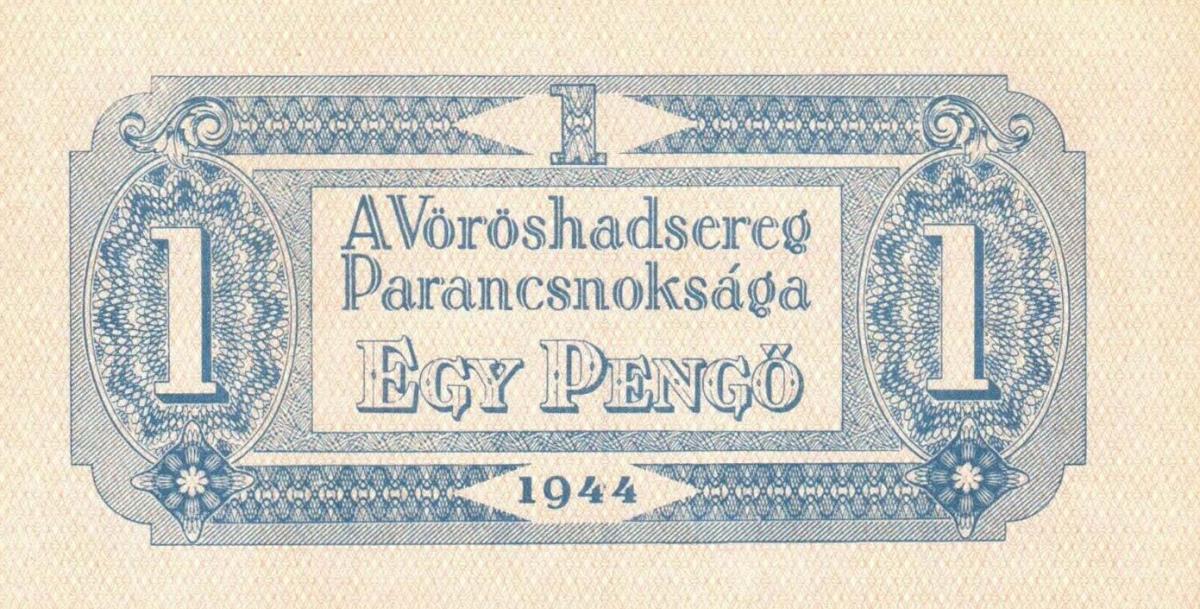 1
A Vöröshadsereg
Parancsnoksága
1 1
EGY PENGŐ
1944